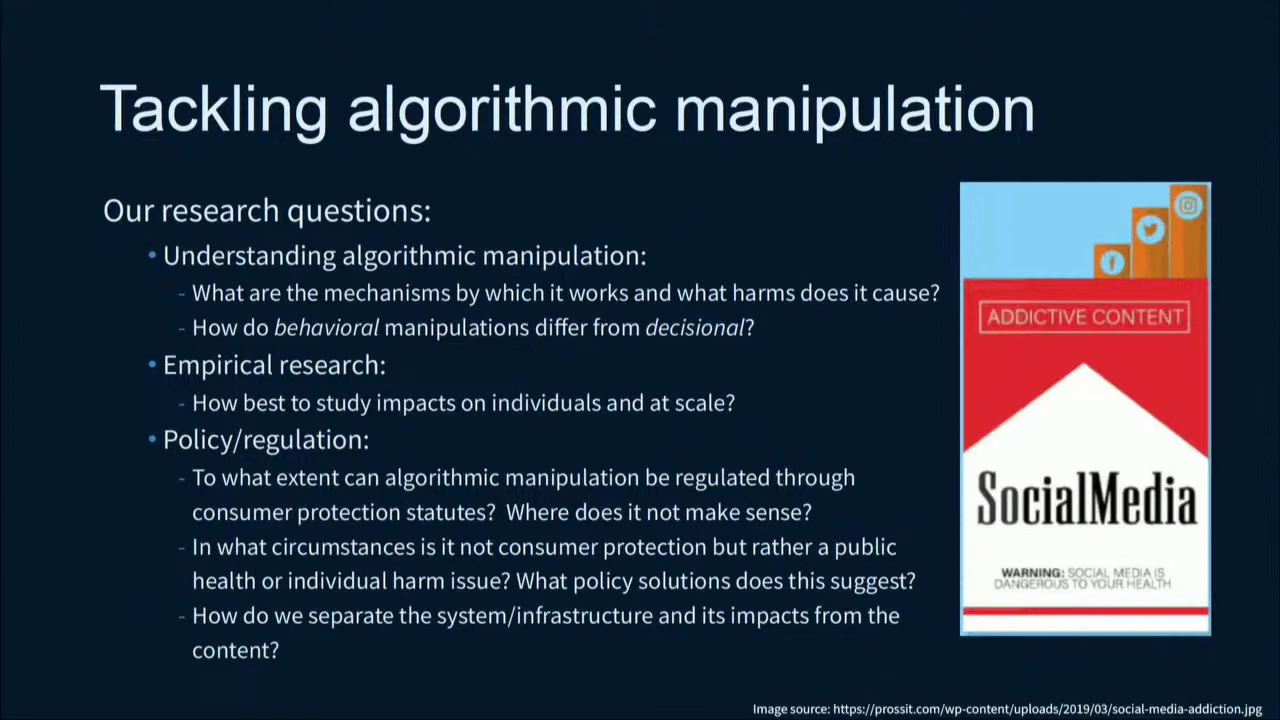 Tackling algorithmic manipulation
Our research questions:
• Understanding algorithmic manipulation:
- What are the mechanisms by which it works and what harms does it cause?
- How do behavioral manipulations differ from decisional?
• Empirical research:
- How best to study impacts on individuals and at scale?
• Policy/regulation:
- To what extent can algorithmic manipulation be regulated through
consumer protection statutes?  Where does it not make sense?
- In what circumstances is it not consumer protection but rather a public
health or individual harm issue? What policy solutions does this suggest?
- How do we separate the system/infrastructure and its impacts from the
content?
ADDICTIVE CONTENT
SocialMedia
WARNING: SOCIAL MEDIA IS
DANGEROUS TO YOUR HEALTH
Image source: https://prossit.com/wp-content/uploads/2019/03/social-media-addiction.jpg